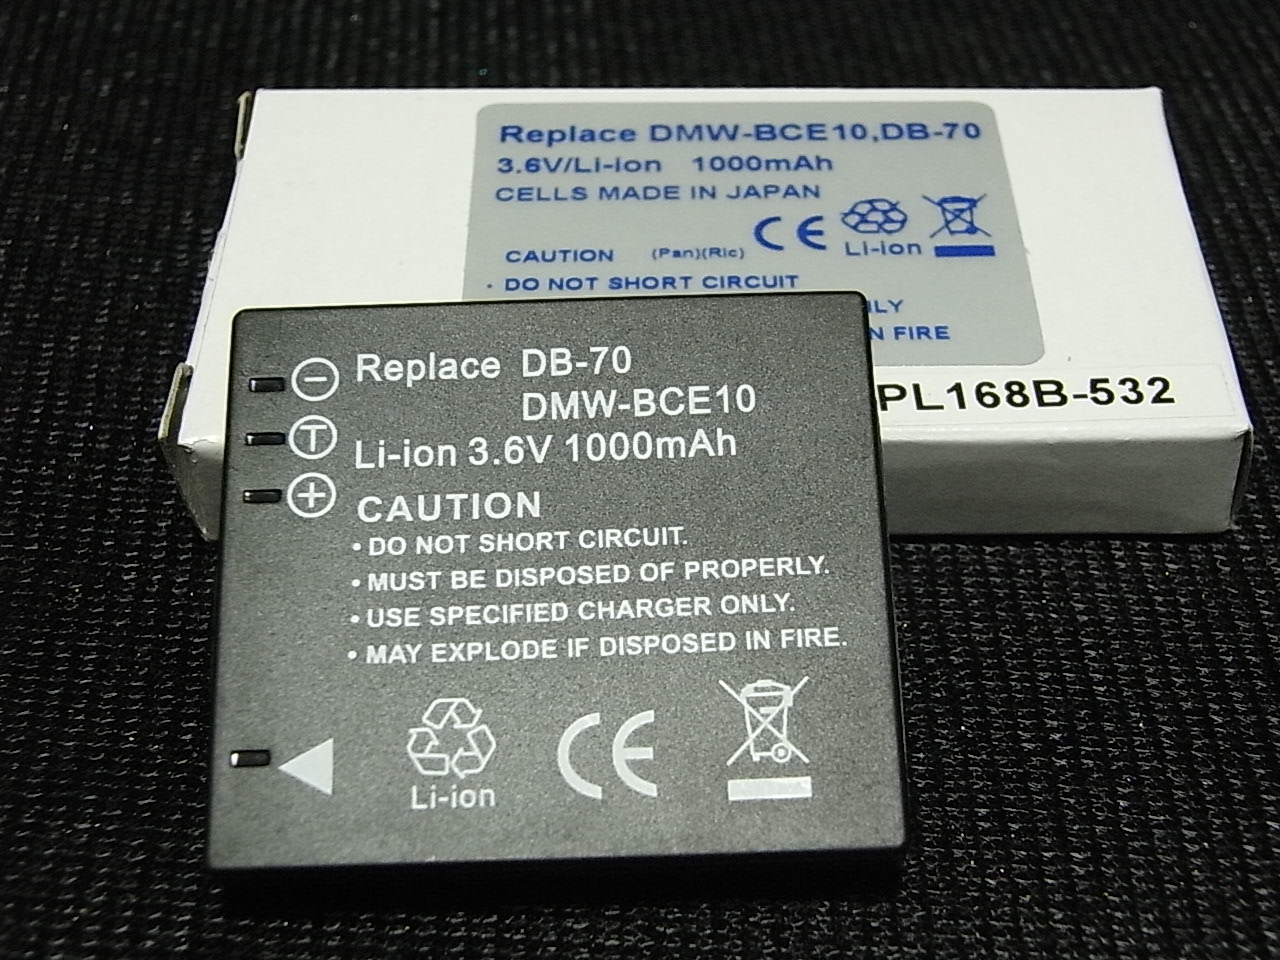 Replace DMW-BCE10,DB-70
3.6V/Li-ion 1000mAh
CELLS MADE IN JAPAN
CE
Li-ion
CAUTION (Pan)(Ric)
· DO NOT SHORT CIRCUIT
FIRE
PL168B-532
− Replace DB-70
DMW-BCE10
T
Li-ion 3.6V 1000mAh
+
CAUTION
• DO NOT SHORT CIRCUIT.
• MUST BE DISPOSED OF PROPERLY.
• USE SPECIFIED CHARGER ONLY.
• MAY EXPLODE IF DISPOSED IN FIRE.
CE
Li-ion